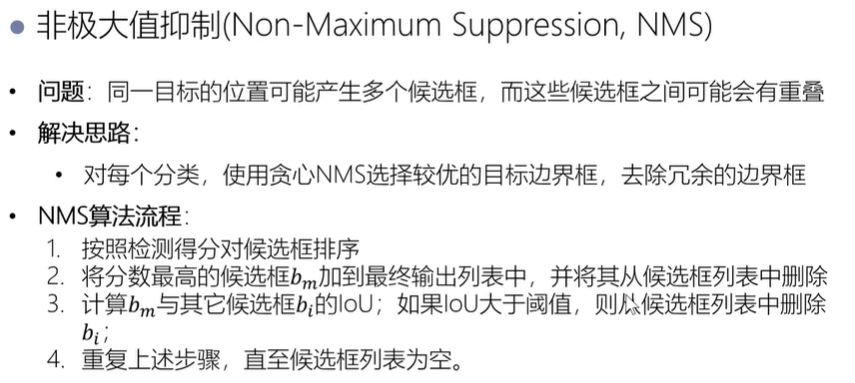 ● 非极大值抑制(Non-Maximum Suppression, NMS)
• 问题：同一目标的位置可能产生多个候选框，而这些候选框之间可能会有重叠
• 解决思路：
• 对每个分类，使用贪心NMS选择较优的目标边界框，去除冗余的边界框
• NMS算法流程：
1. 按照检测得分对候选框排序
2. 将分数最高的候选框bₘ加到最终输出列表中，并将其从候选框列表中删除
3. 计算bₘ与其它候选框bᵢ的IoU；如果IoU大于阈值，则从候选框列表中删除
bᵢ；
4. 重复上述步骤，直至候选框列表为空。